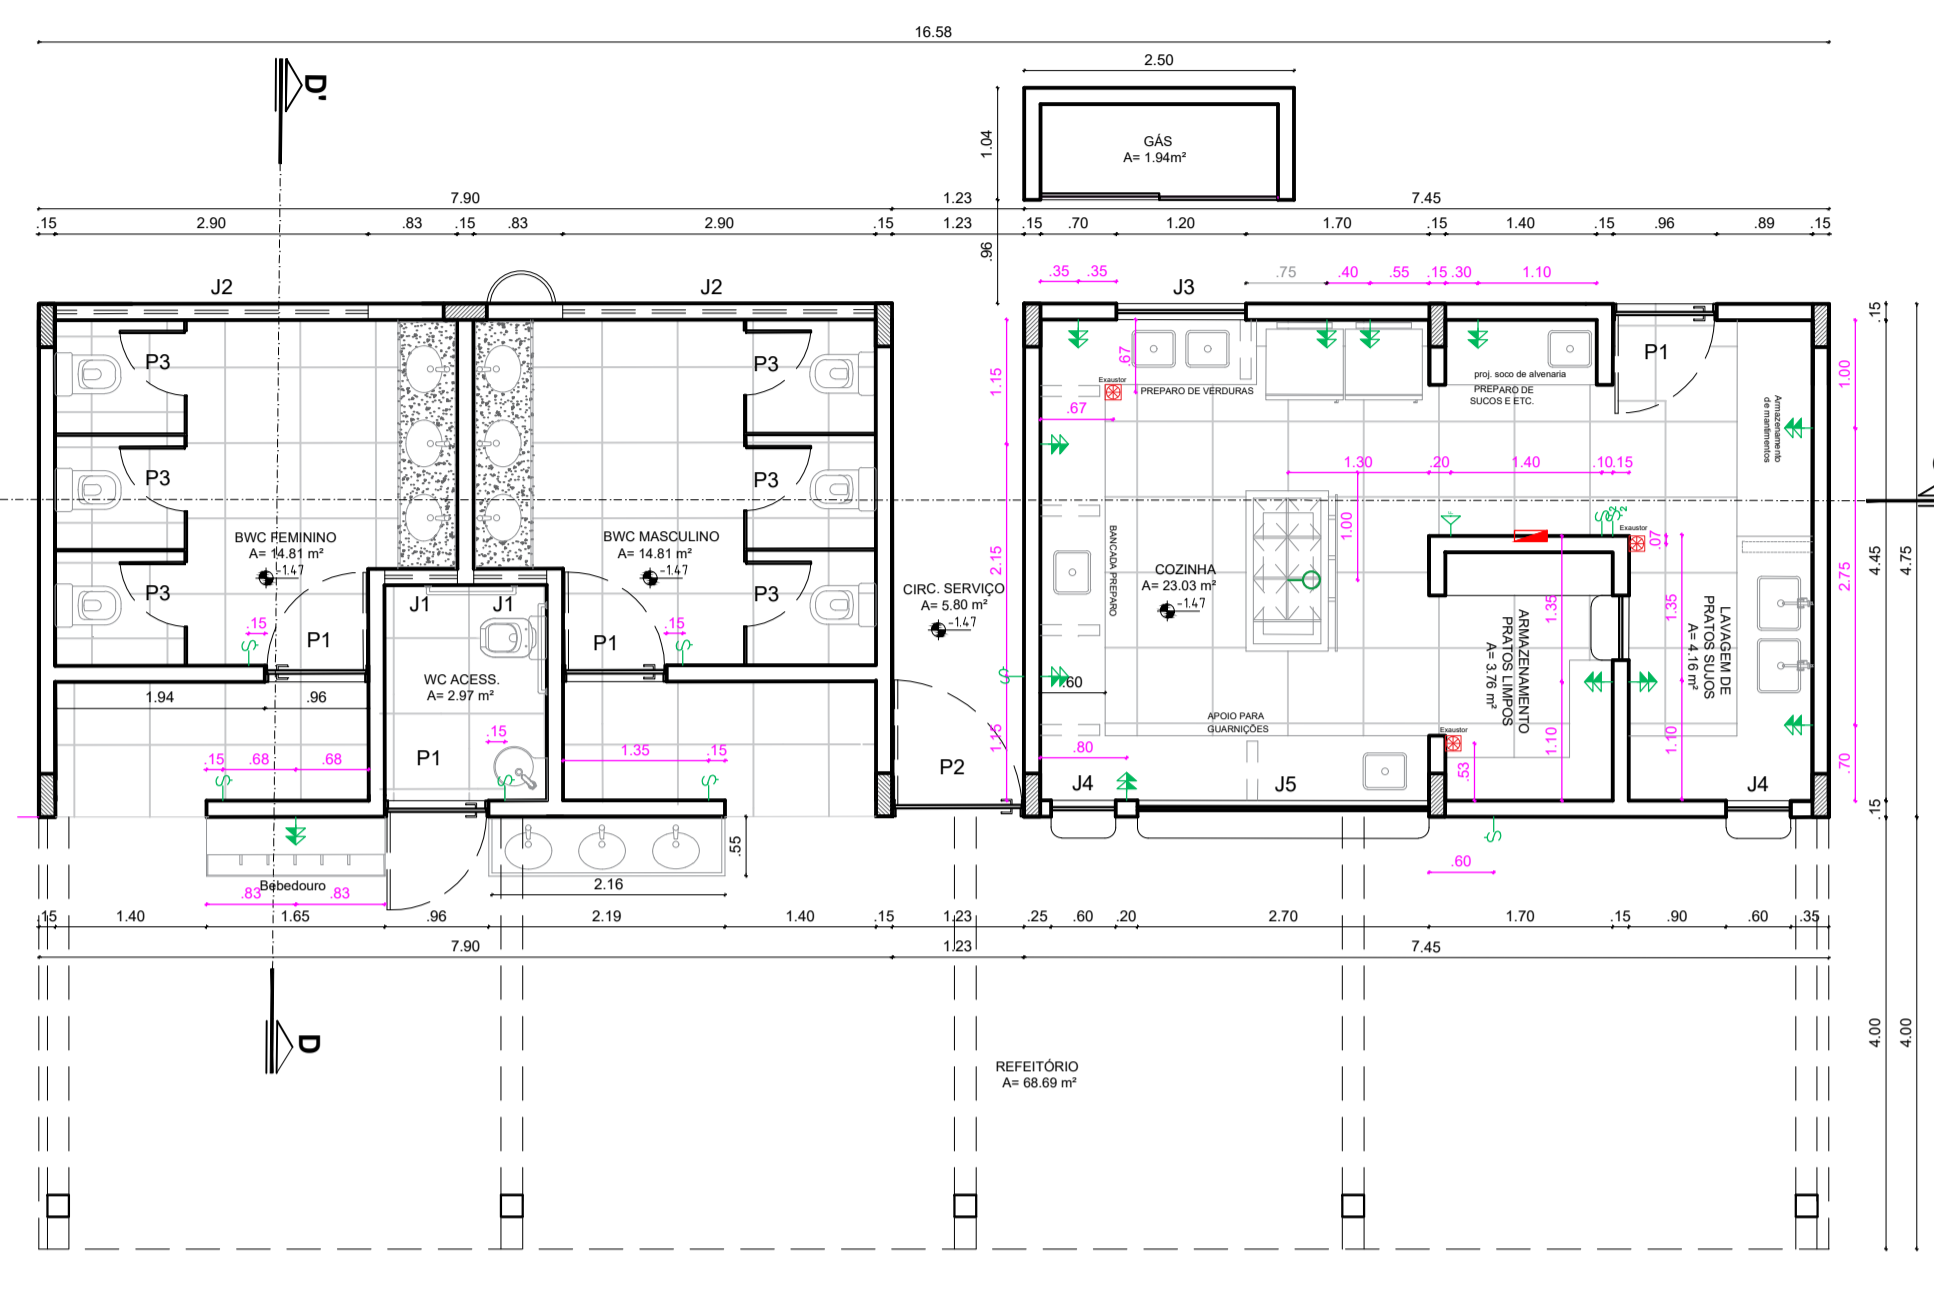 16.58
D'
2.50
1.04
GÁS
A= 1.94m²
7.90
1.23
7.45
.15
2.90
.83
.15
.83
2.90
.15
1.23
.15
.70
1.20
1.70
.15
1.40
.15
.96
.89
.15
.96
.35
.35
.75
.40
.55
.15
.30
1.10
J2
J2
J3
.15
P3
P3
P1
1.15
.67
Exaustor
PREPARO DE VERDURAS
proj. soco de alvenaria
PREPARO DE
SUCOS E ETC.
Armazenamento
de mantimentos
1.00
.67
P3
P3
1.30
.20
1.40
.10
.15
BWC FEMININO
A= 14.81 m²
-1.47
BWC MASCULINO
A= 14.81 m²
-1.47
1.00
Exaustor
.07
2.15
BANCADA PREPARO
COZINHA
A= 23.03 m²
-1.47
CIRC. SERVIÇO
A= 5.80 m²
-1.47
4.45
4.75
2.75
P3
J1
J1
P3
.15
P1
P1
.15
1.35
1.35
ARMAZENAMENTO
PRATOS LIMPOS
A= 3.76 m²
LAVAGEM DE
PRATOS SUJOS
A= 4.16 m²
WC ACESS.
A= 2.97 m²
1.94
.96
.60
.15
.68
.68
P1
.15
1.35
.15
P2
1.15
APOIO PARA
GUARNIÇÕES
.80
Exaustor
.53
1.10
1.10
.70
J4
J5
J4
.15
.55
Bebedouro
.83
.83
2.16
.60
.15
1.40
1.65
.96
2.19
1.40
.15
1.23
.25
.60
.20
2.70
1.70
.15
.90
.60
.35
7.90
1.23
7.45
D
4.00
4.00
REFEITÓRIO
A= 68.69 m²